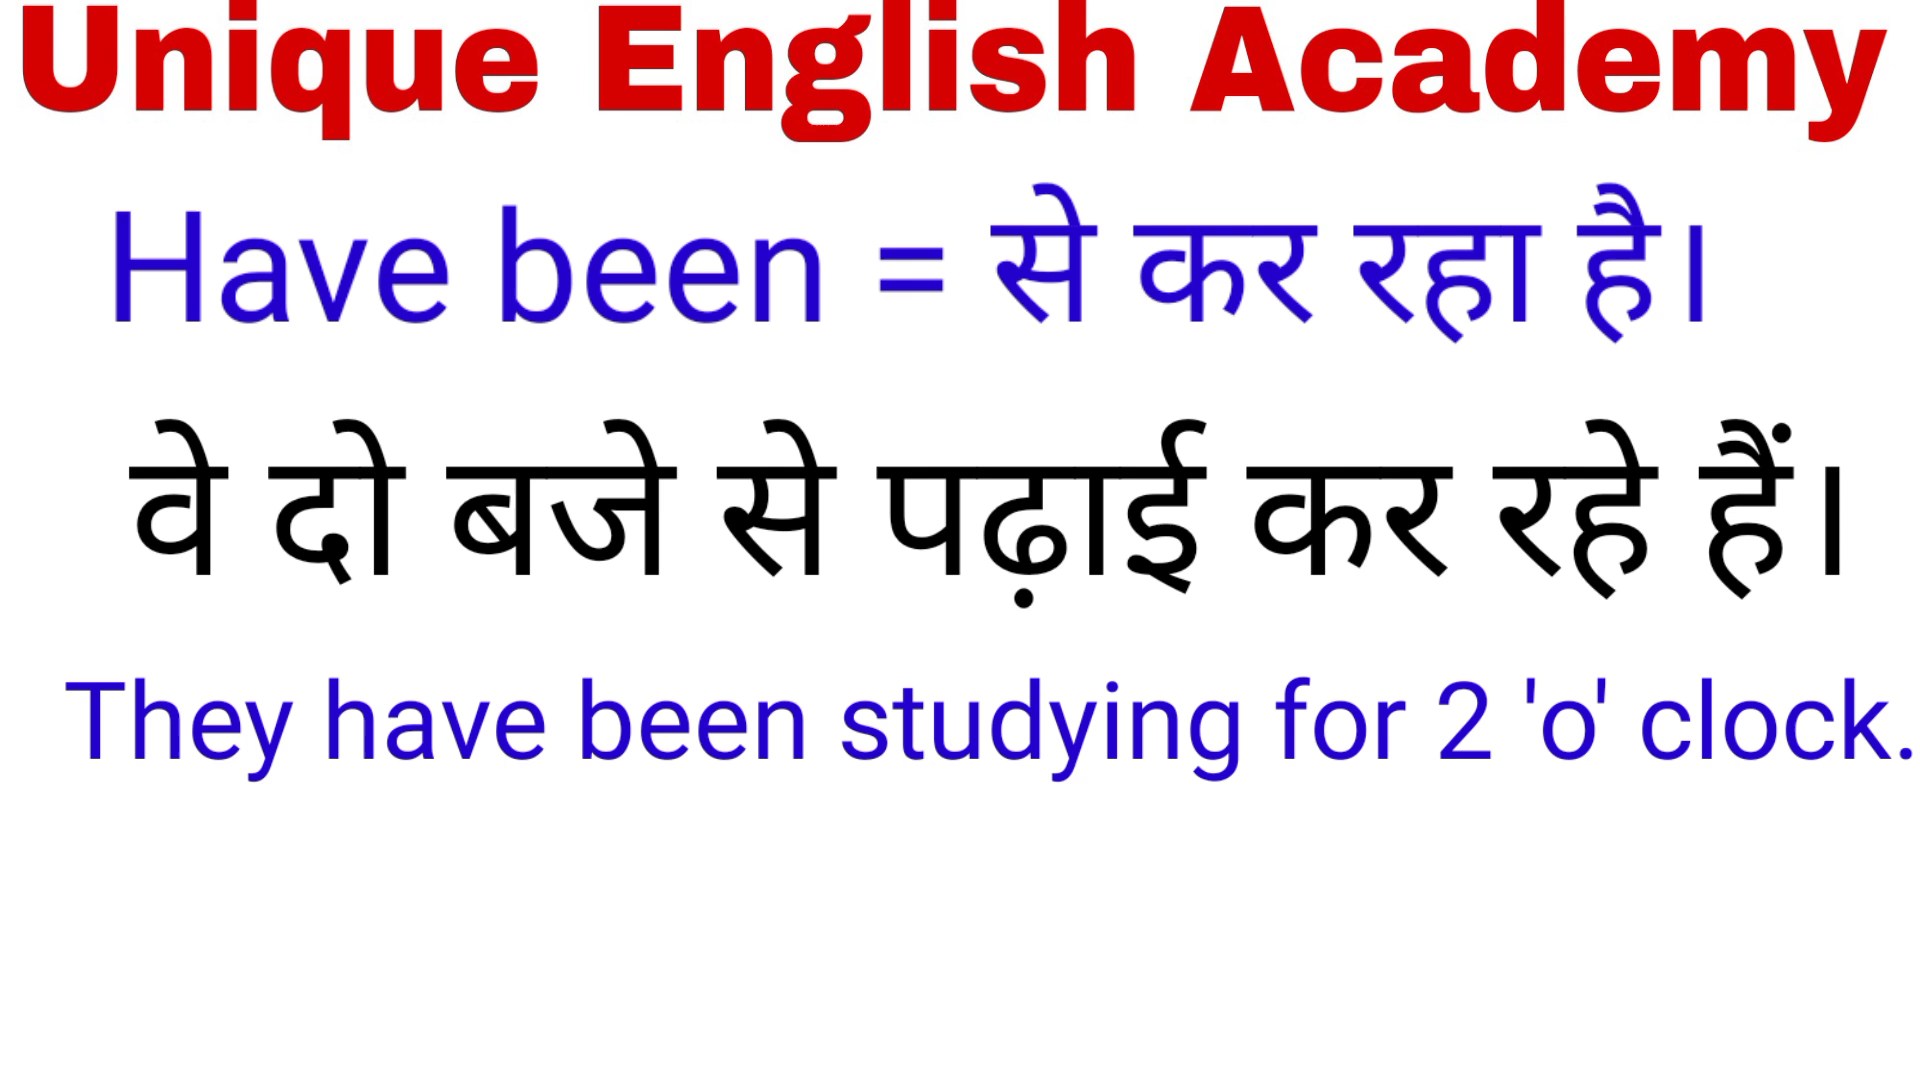 Unique English Academy
Have been = से कर रहा है।
वे दो बजे से पढ़ाई कर रहे हैं।
They have been studying for 2 'o' clock.